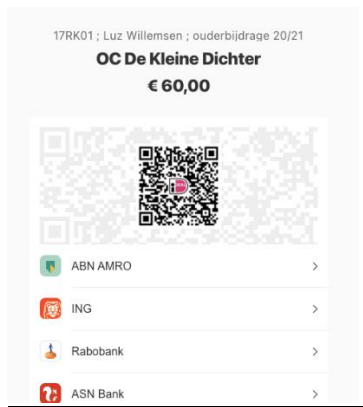 17RK01 ; Luz Willemsen ; ouderbijdrage 20/21
OC De Kleine Dichter
€ 60,00
ABN AMRO
ING
Rabobank
ASN Bank